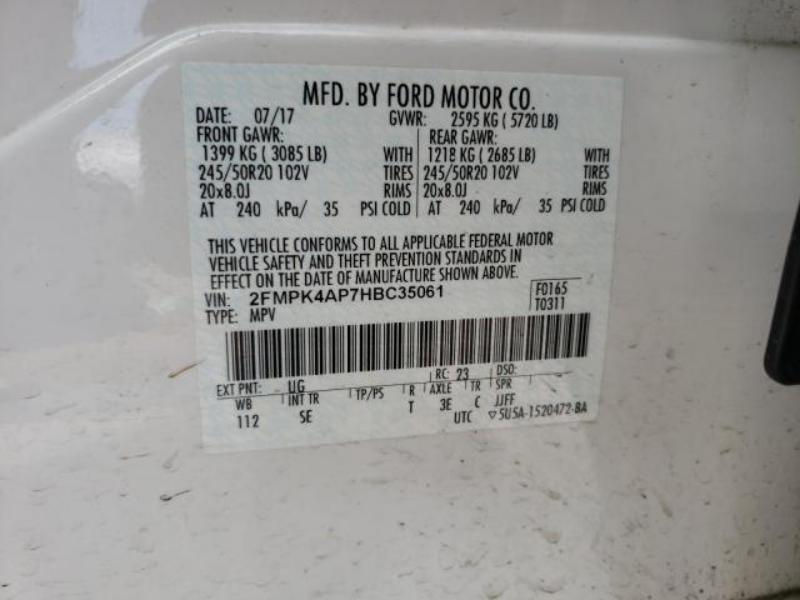 MFD. BY FORD MOTOR CO.
DATE: 07/17 GVWR: 2595 KG ( 5720 LB)
FRONT GAWR: REAR GAWR:
1399 KG ( 3085 LB) WITH 1218 KG ( 2685 LB) WITH
245/50R20 102V TIRES 245/50R20 102V TIRES
20x8.0J RIMS 20x8.0J RIMS
AT 240 kPa/ 35 PSI COLD AT 240 kPa/ 35 PSI COLD
THIS VEHICLE CONFORMS TO ALL APPLICABLE FEDERAL MOTOR
VEHICLE SAFETY AND THEFT PREVENTION STANDARDS IN
EFFECT ON THE DATE OF MANUFACTURE SHOWN ABOVE.
VIN: 2FMPK4AP7HBC35061 F0165
TYPE: MPV T0311
EXT PNT: UG RC: 23 DSO:
WB INT TR TP/PS R AXLE TR SPR
112 SE T 3E C JJFF
UTC ▽5U5A-1520472-BA